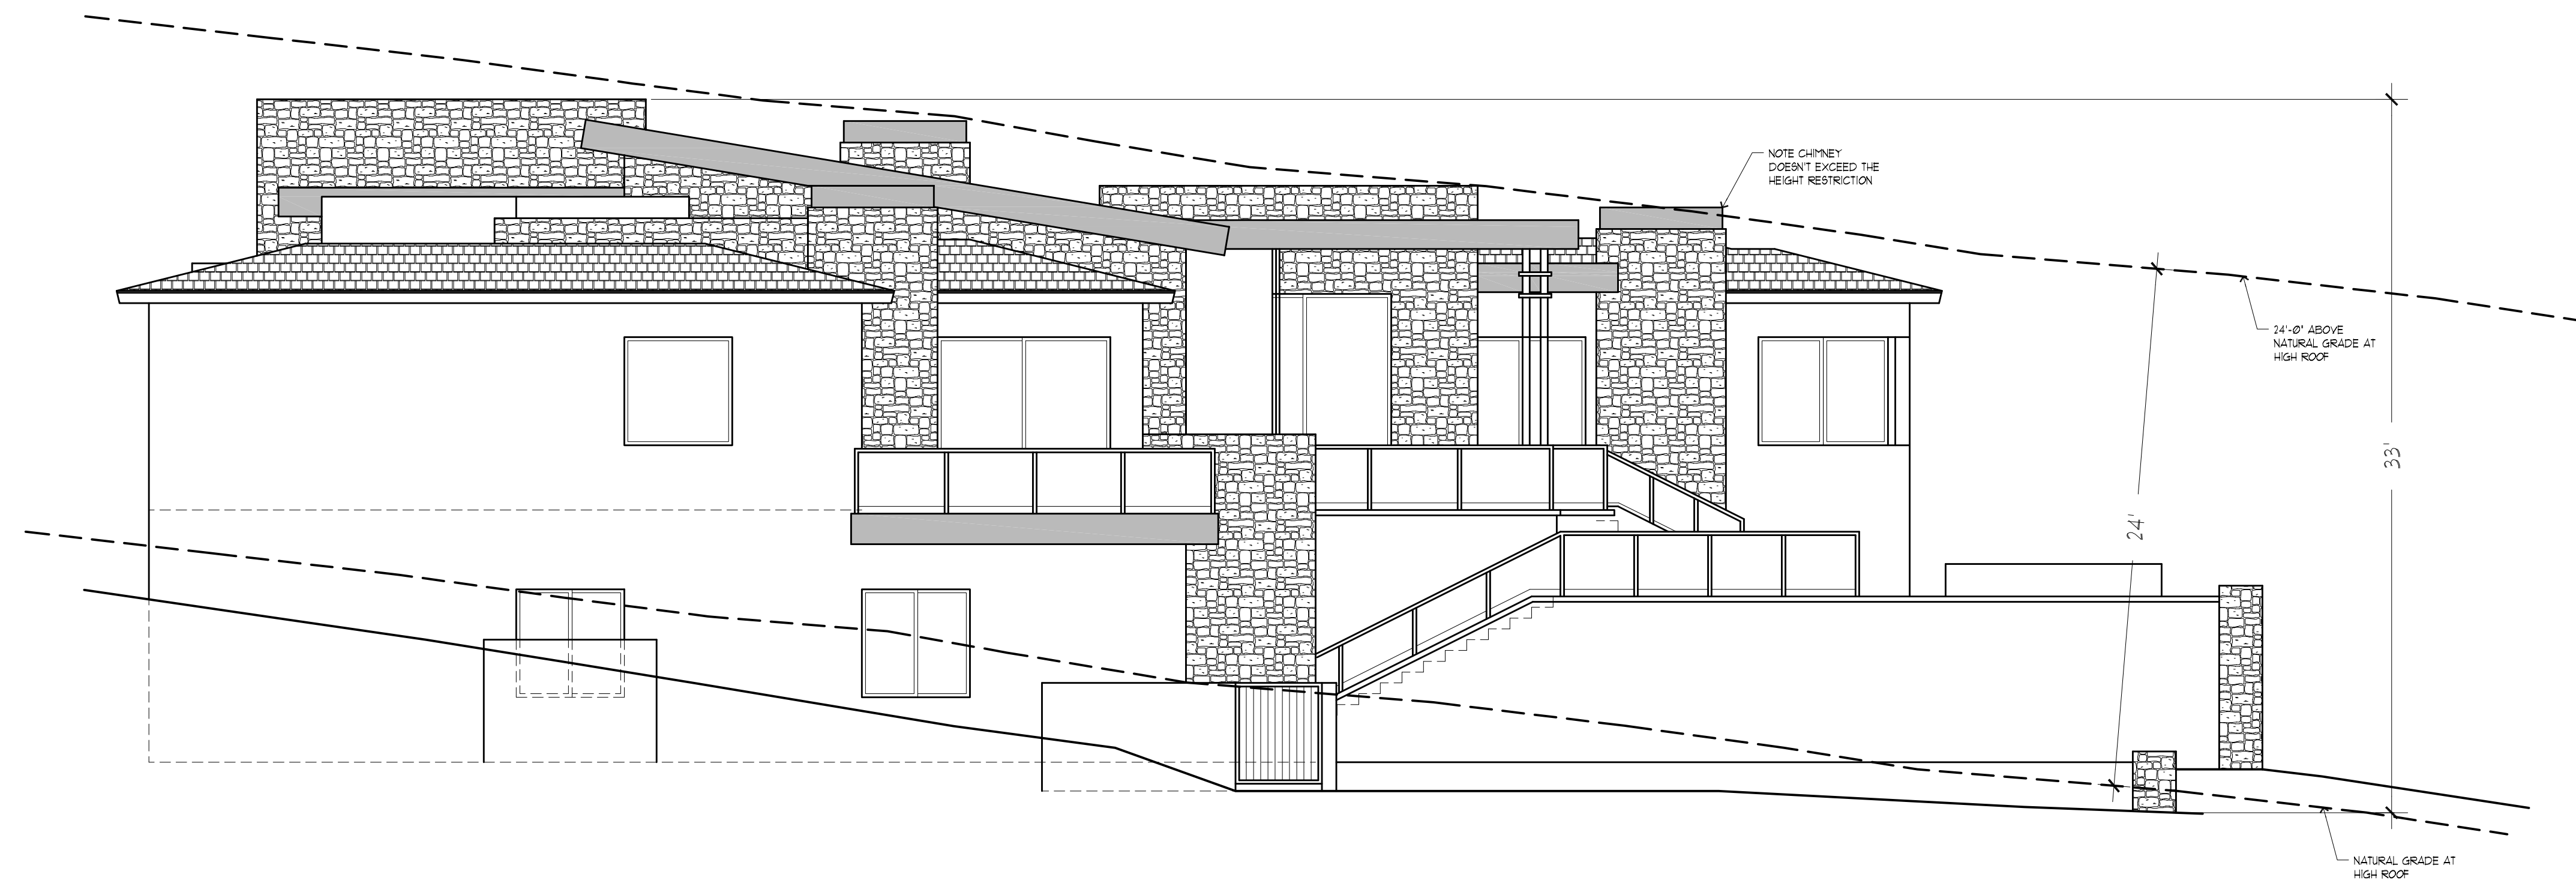 NOTE CHIMNEY
DOESN'T EXCEED THE
HEIGHT RESTRICTION
24'-0" ABOVE
NATURAL GRADE AT
HIGH ROOF
33'
24'
NATURAL GRADE AT
HIGH ROOF